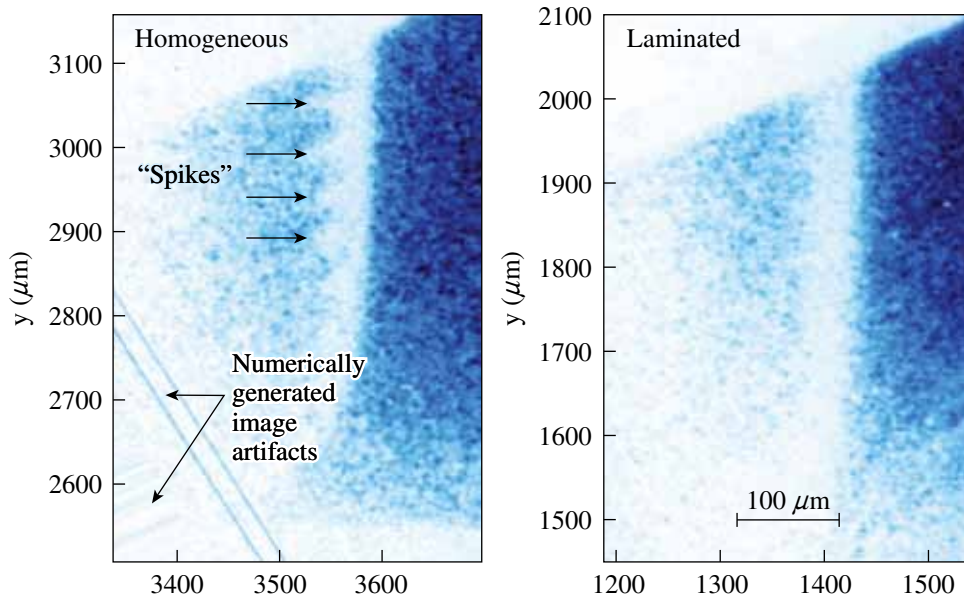 Homogeneous
3100
3000
2900
2800
2700
2600
y (μm)
“Spikes”
Numerically
generated
image
artifacts
3400 3500 3600
Laminated
2100
2000
1900
1800
1700
1600
1500
y (μm)
100 μm
1200 1300 1400 1500